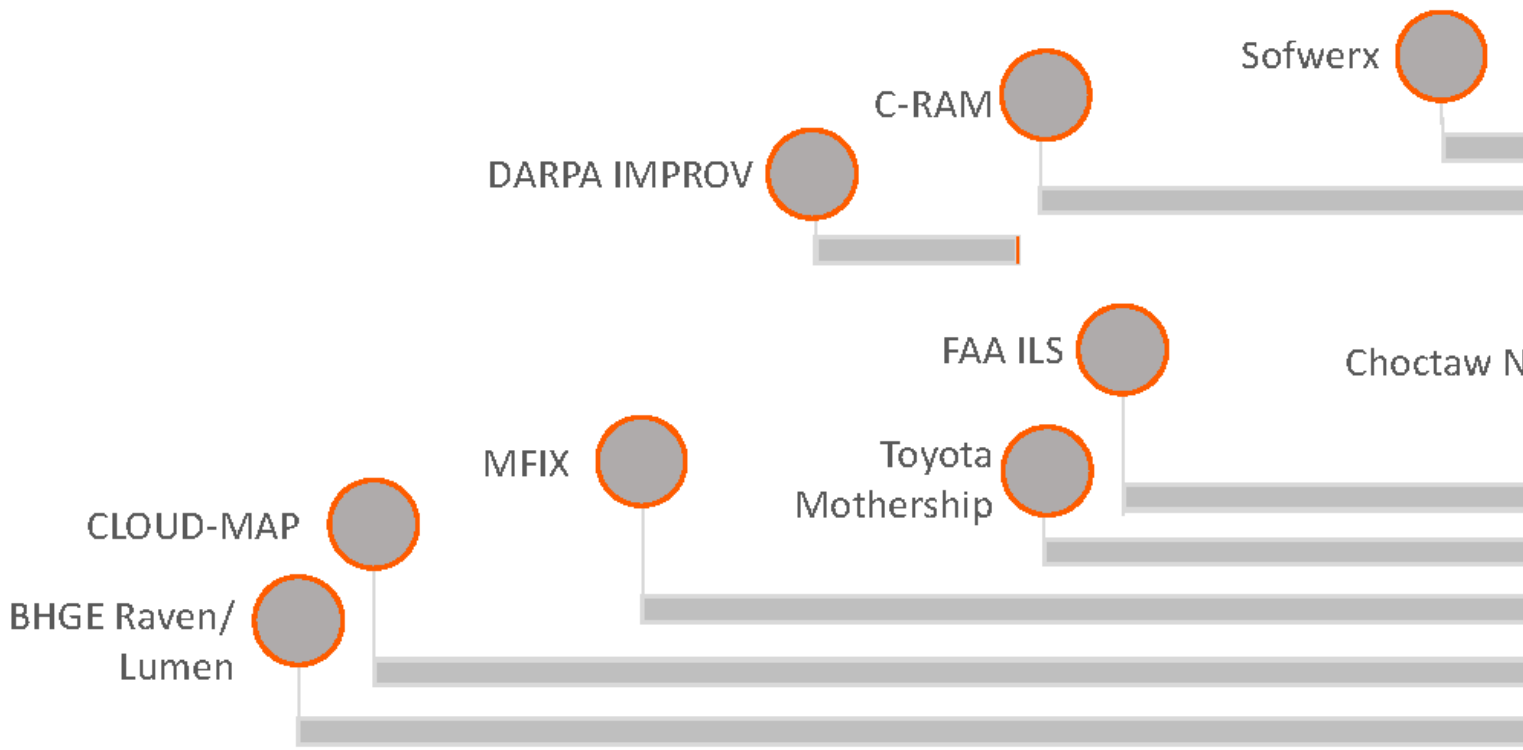 Sofwerx
C-RAM
DARPA IMPROV
FAA ILS
Choctaw N
MFIX
Toyota
Mothership
CLOUD-MAP
BHGE Raven/
Lumen